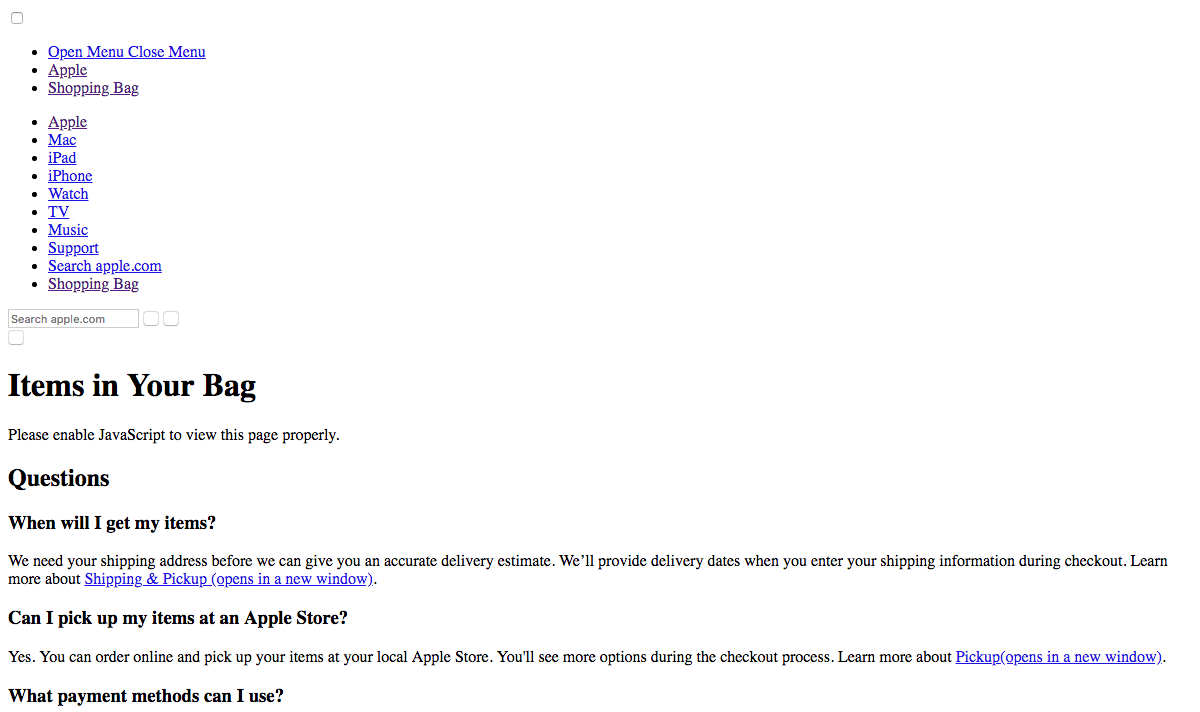 Open Menu Close Menu
Apple
Shopping Bag
Apple
Mac
iPad
iPhone
Watch
TV
Music
Support
Search apple.com
Shopping Bag
Search apple.com
Items in Your Bag
Please enable JavaScript to view this page properly.
Questions
When will I get my items?
We need your shipping address before we can give you an accurate delivery estimate. We’ll provide delivery dates when you enter your shipping information during checkout. Learn
more about Shipping & Pickup (opens in a new window).
Can I pick up my items at an Apple Store?
Yes. You can order online and pick up your items at your local Apple Store. You'll see more options during the checkout process. Learn more about Pickup(opens in a new window).
What payment methods can I use?